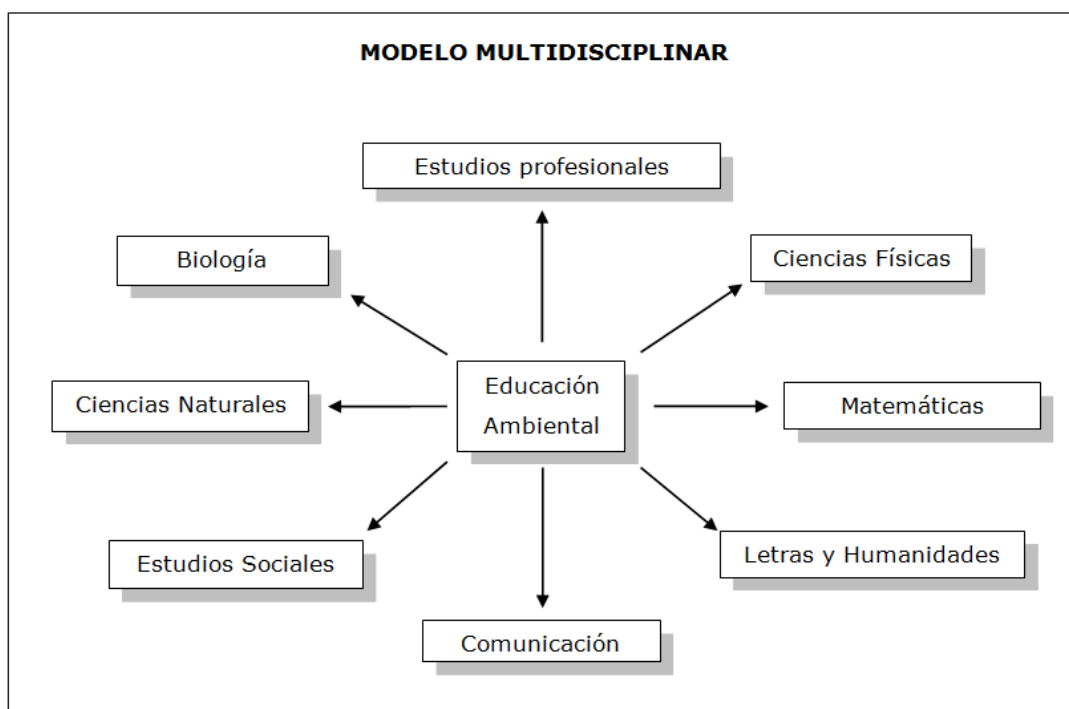 MODELO MULTIDISCIPLINAR
Estudios profesionales
Biología
Ciencias Físicas
Educación
Ambiental
Ciencias Naturales
Matemáticas
Estudios Sociales
Letras y Humanidades
Comunicación